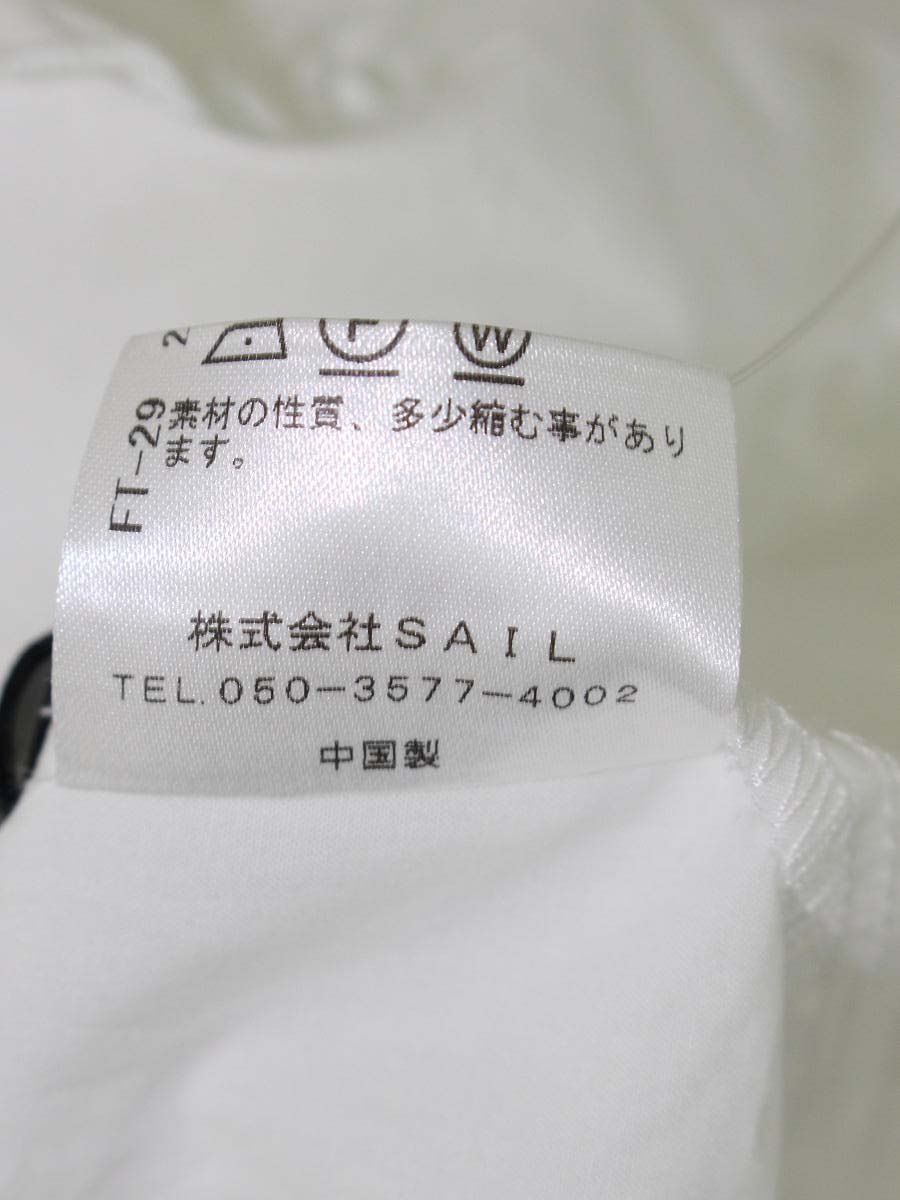 F W
素材の性質、多少縮む事があり
ます。
FT-29
株式会社SAIL
TEL.050-3577-4002
中国製